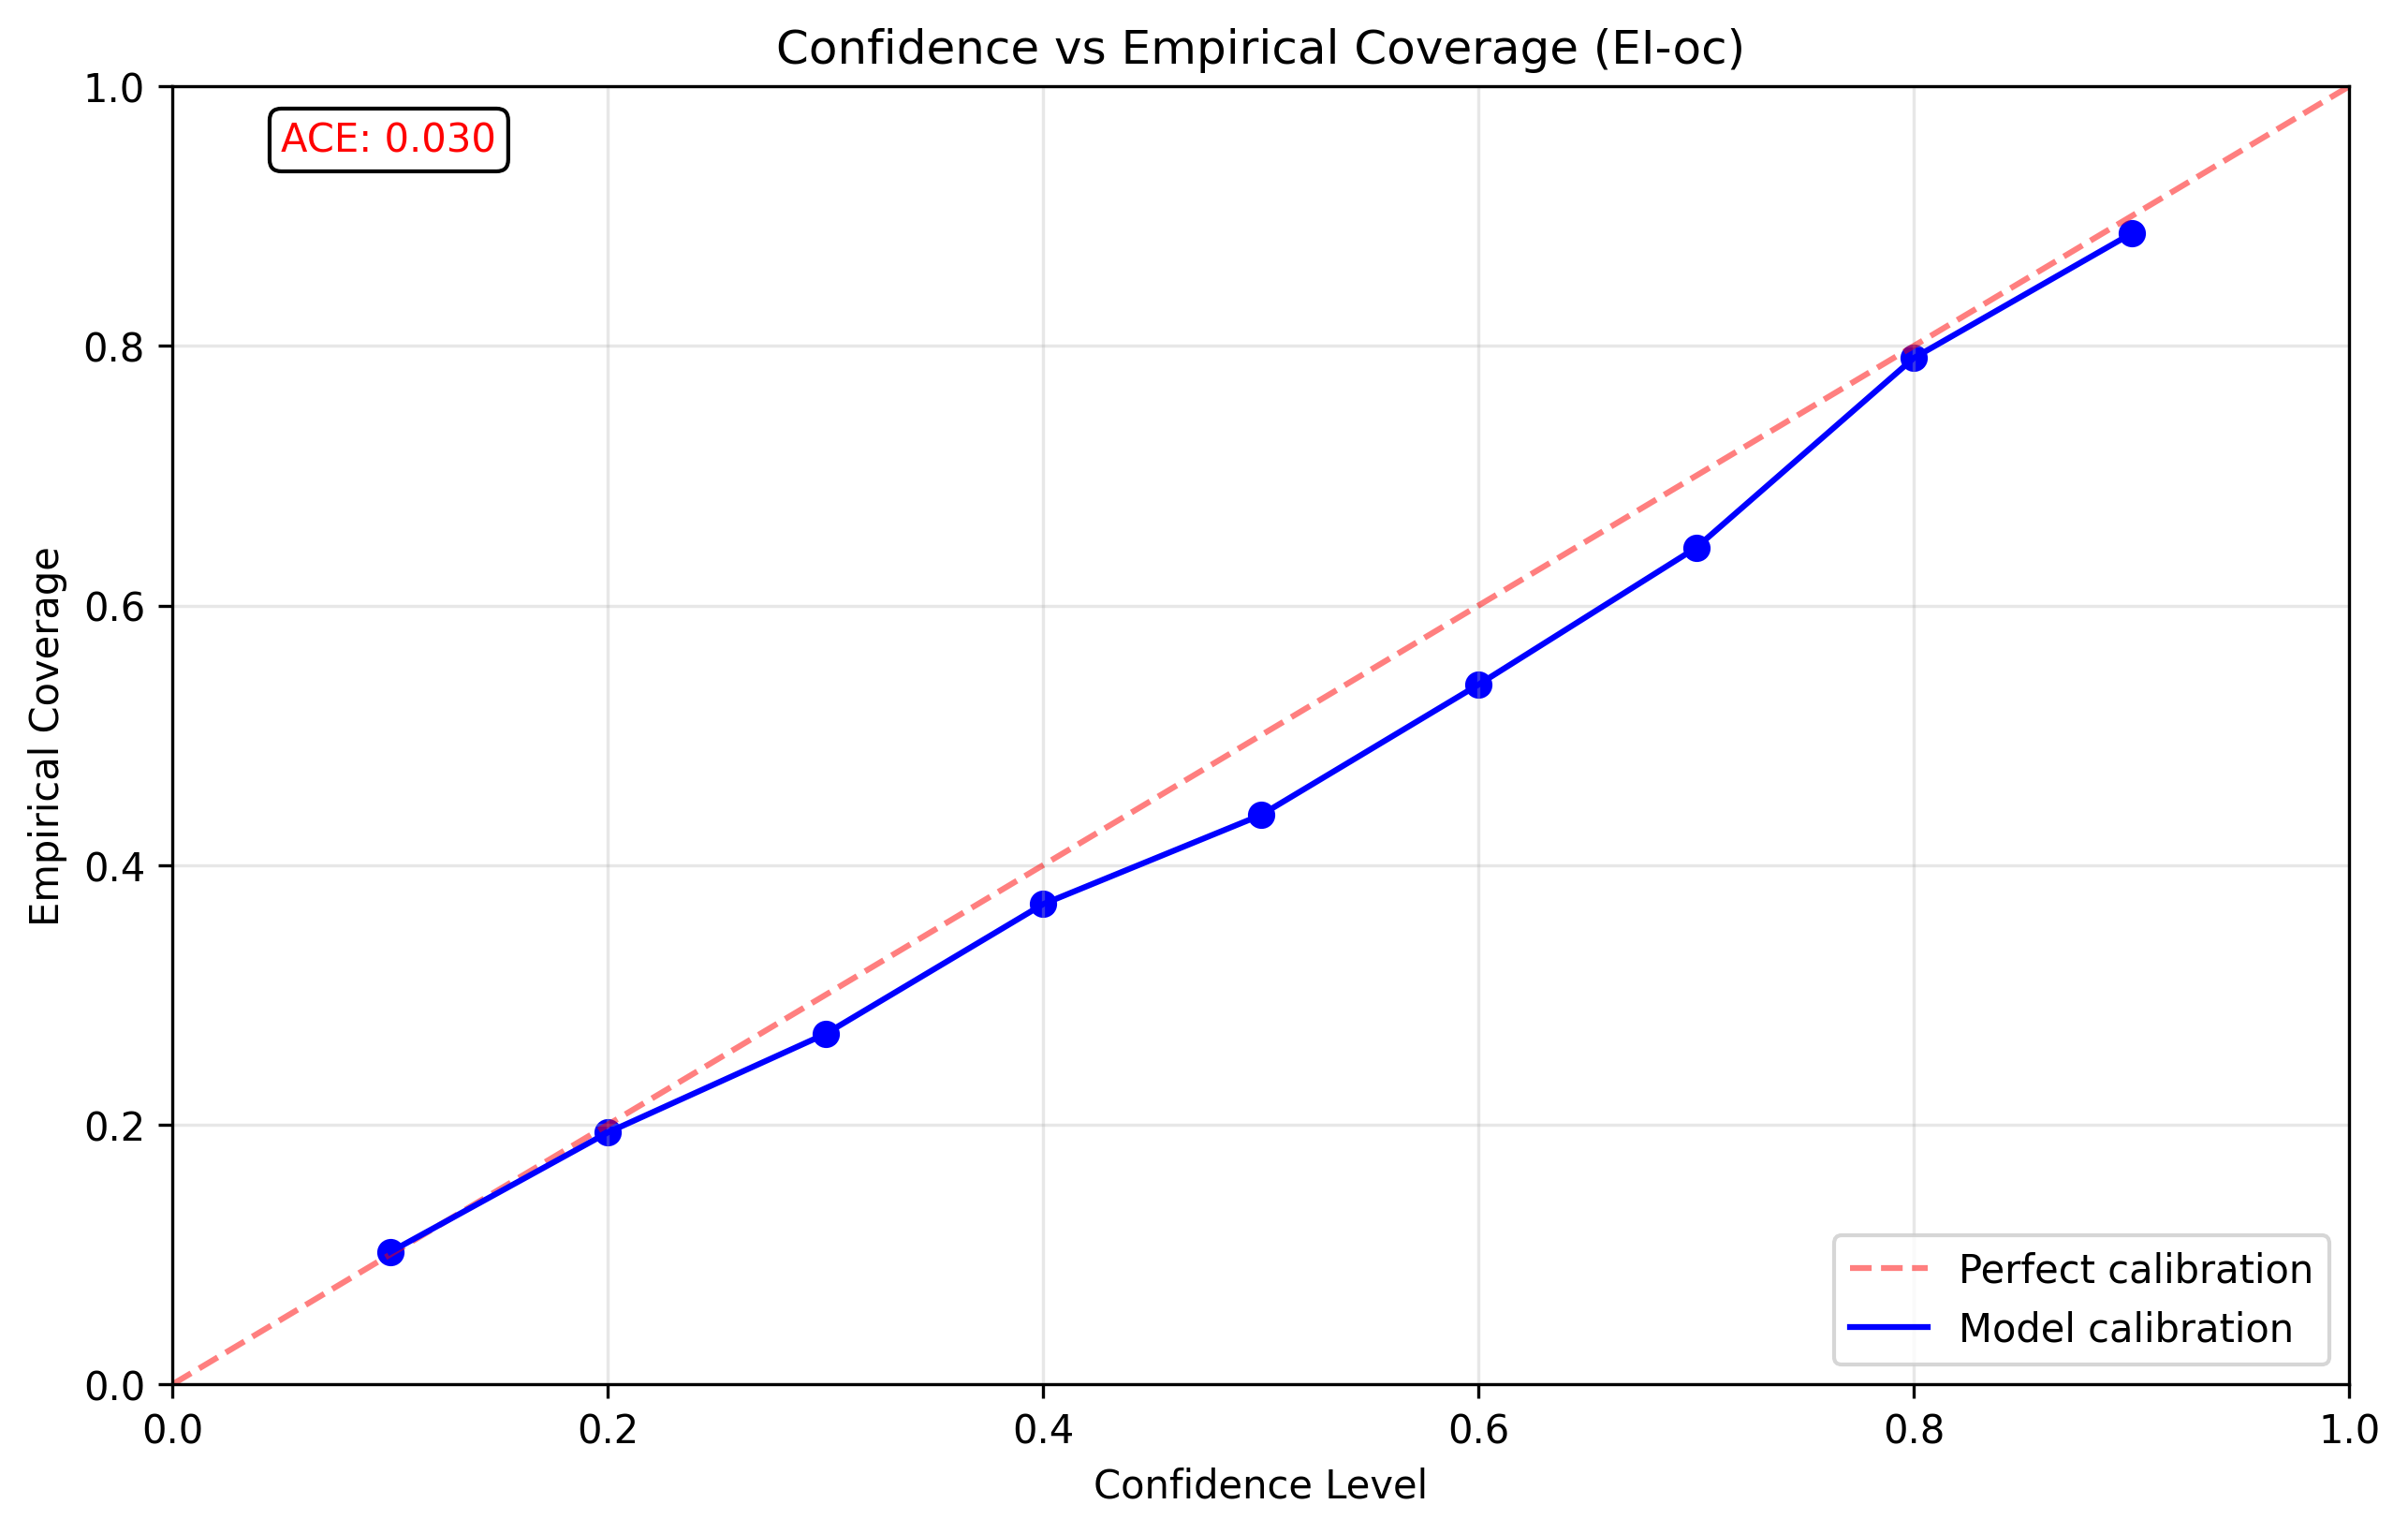 Confidence vs Empirical Coverage (EI-oc)
ACE: 0.030
1.0
0.8
0.6
0.4
0.2
0.0
Empirical Coverage
0.0 0.2 0.4 0.6 0.8 1.0
Confidence Level
Perfect calibration
Model calibration